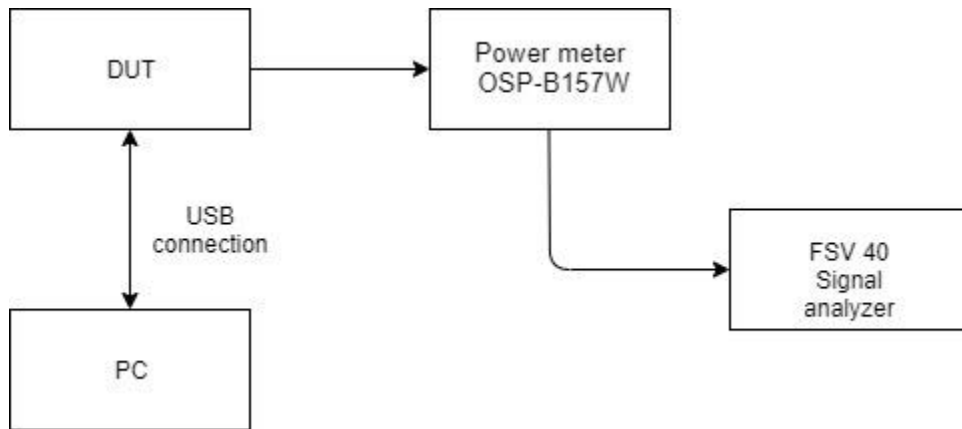 DUT
Power meter
OSP-B157W
USB
connection
FSV 40
Signal
analyzer
PC